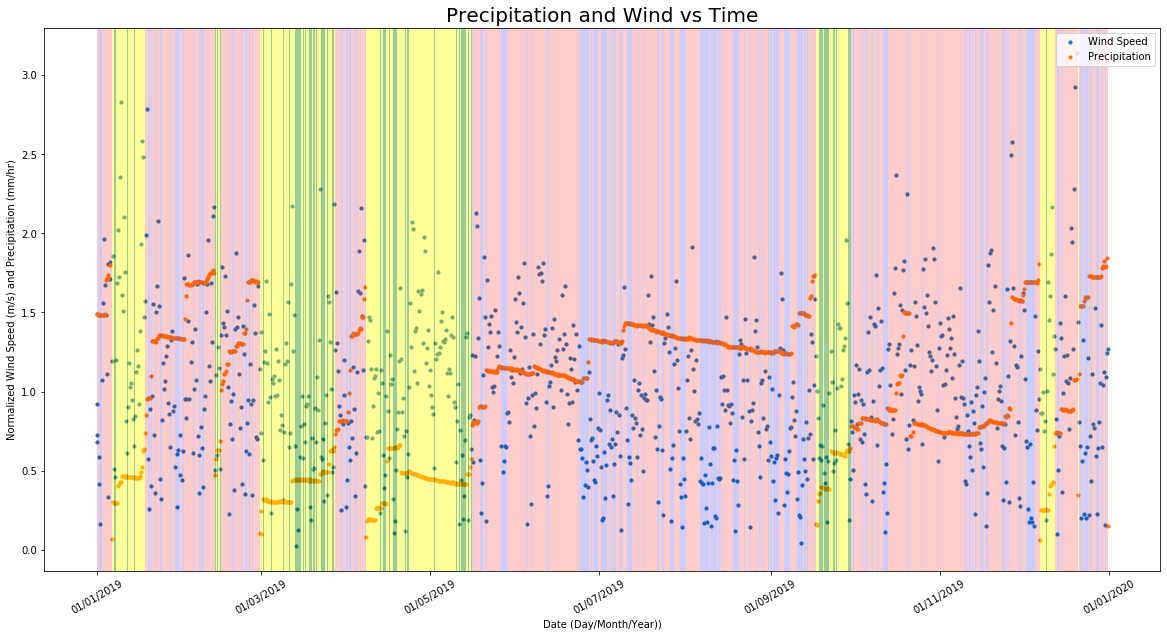 Precipitation and Wind vs Time
Wind Speed
Precipitation
Normalized Wind Speed (m/s) and Precipitation (mm/hr)
3.0
2.5
2.0
1.5
1.0
0.5
0.0
01/01/2019
01/03/2019
01/05/2019
01/07/2019
01/09/2019
01/11/2019
01/01/2020
Date (Day/Month/Year))